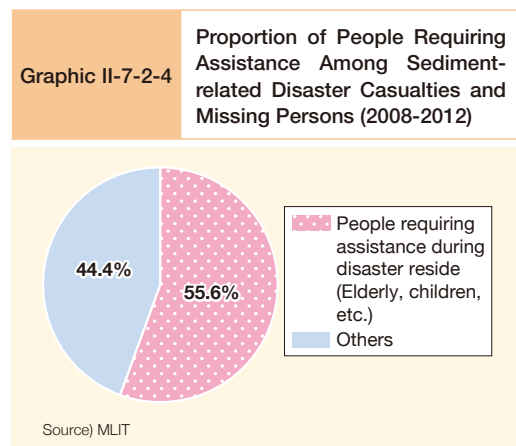 Graphic II-7-2-4
Proportion of People Requiring
Assistance Among Sediment-
related Disaster Casualties and
Missing Persons (2008-2012)
44.4%
55.6%
People requiring
assistance during
disaster reside
(Elderly, children,
etc.)
Others
Source) MLIT